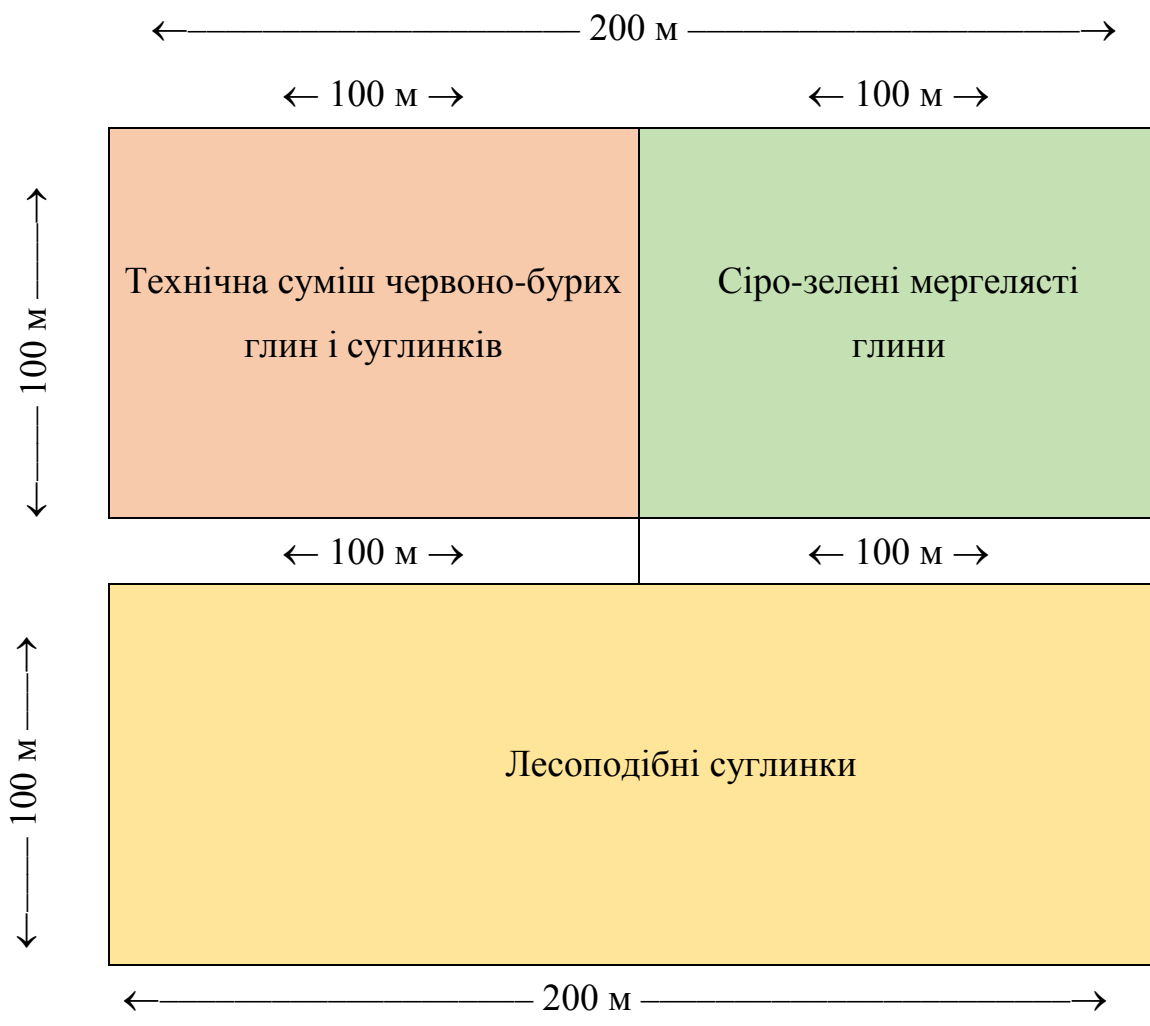 ← 200 м →
← 100 м → ← 100 м →
← 100 м →
Технічна суміш червоно-бурих
глин і суглинків
Сіро-зелені мергелясті
глини
← 100 м → ← 100 м →
← 100 м →
Лесоподібні суглинки
← 200 м →